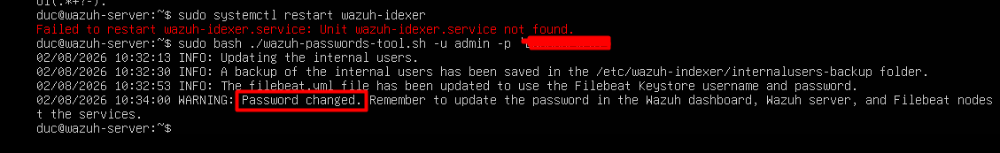 duc@wazuh-server:~$ sudo systemctl restart wazuh-idexer
Failed to restart wazuh-idexer.service: Unit wazuh-idexer.service not found.
duc@wazuh-server:~$ sudo bash ./wazuh-passwords-tool.sh -u admin -p '
02/08/2026 10:32:13 INFO: Updating the internal users.
02/08/2026 10:32:30 INFO: A backup of the internal users has been saved in the /etc/wazuh-indexer/internalusers-backup folder.
02/08/2026 10:32:53 INFO: The filebeat.yml file has been updated to use the Filebeat Keystore username and password.
02/08/2026 10:34:00 WARNING: Password changed. Remember to update the password in the Wazuh dashboard, Wazuh server, and Filebeat nodes
t the services.
duc@wazuh-server:~$